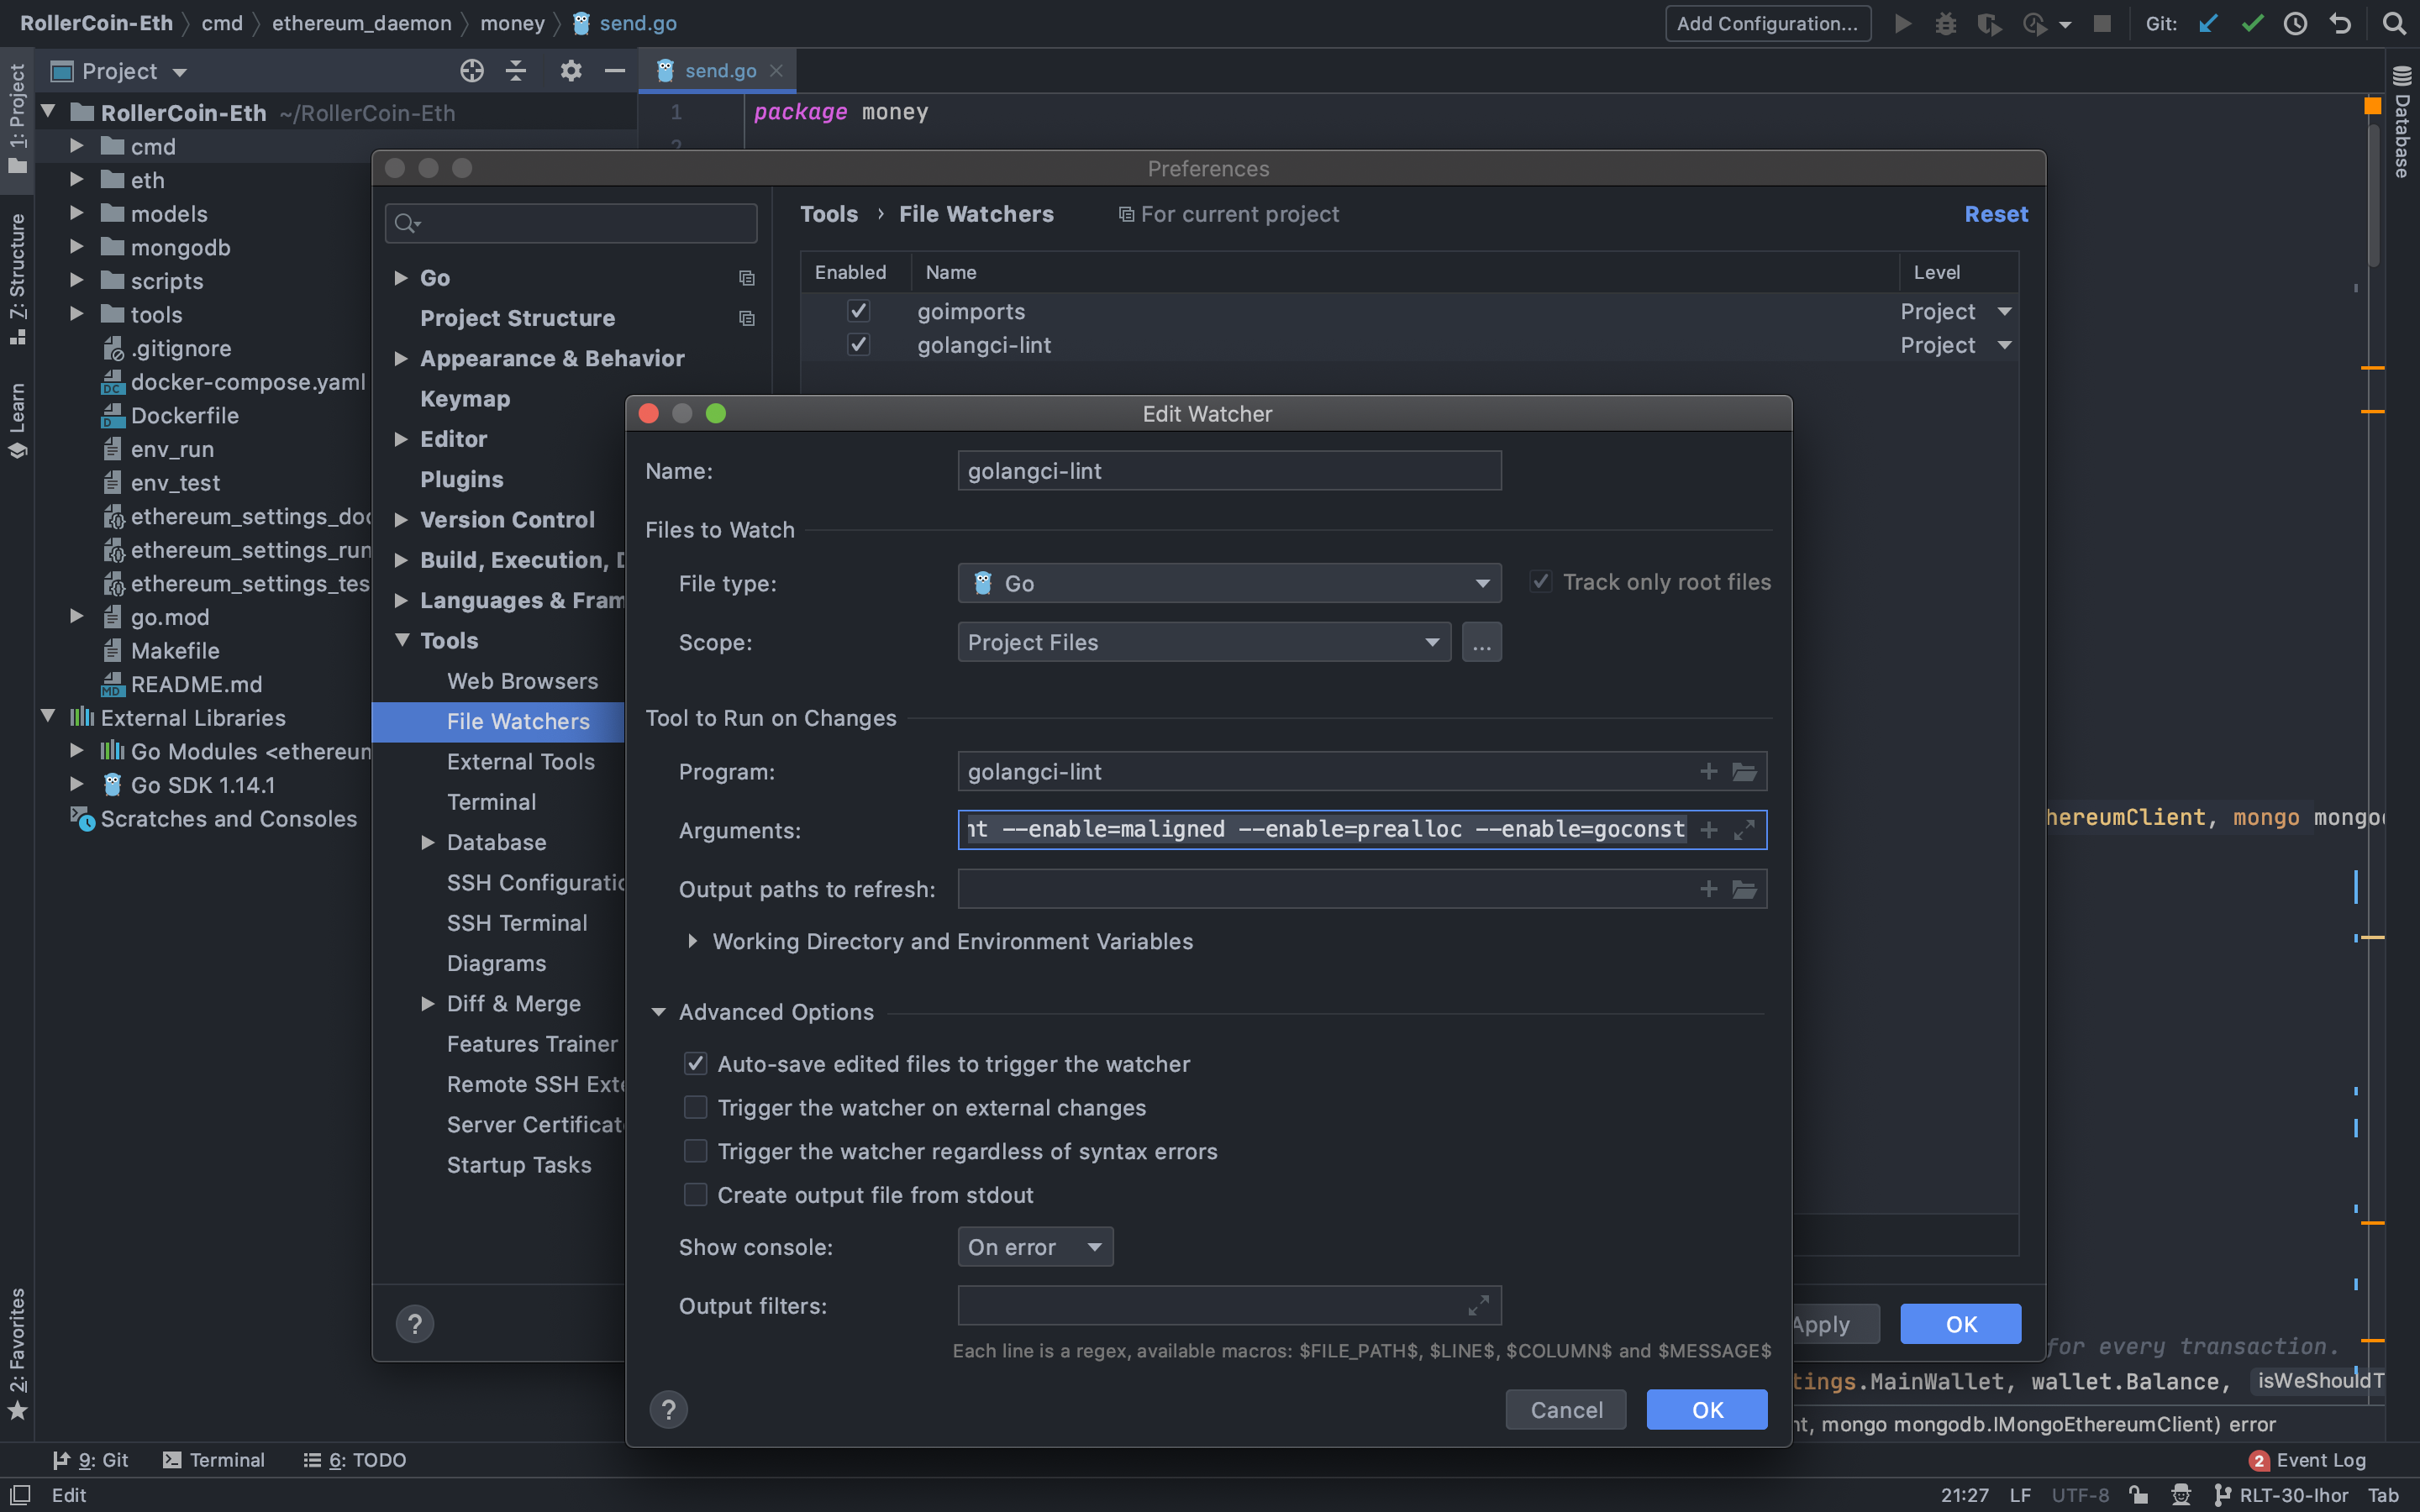 RollerCoin-Eth cmd ethereum_daemon money send.go
Add Configuration... Git:
1: Project
Z: Structure
Learn
2: Favorites
Project
send.go
RollerCoin-Eth ~/RollerCoin-Eth
cmd
eth
models
mongodb
scripts
tools
.gitignore
docker-compose.yaml
Dockerfile
env_run
env_test
ethereum_settings_doc
ethereum_settings_run
ethereum_settings_tes
go.mod
Makefile
README.md
External Libraries
Go Modules <ethereun
Go SDK 1.14.1
Scratches and Consoles
1 package money
2
Database
Preferences
Tools › File Watchers For current project Reset
Go
Project Structure
Appearance & Behavior
Keymap
Editor
Plugins
Version Control
Build, Execution, D
Languages & Fram
Tools
Web Browsers
File Watchers
External Tools
Terminal
Database
SSH Configuratio
SSH Terminal
Diagrams
Diff & Merge
Features Trainer
Remote SSH Exte
Server Certificat
Startup Tasks
Enabled Name Level
goimports Project
golangci-lint Project
Edit Watcher
Name: golangci-lint
Files to Watch
File type: Go Track only root files
Scope: Project Files ...
Tool to Run on Changes
Program: golangci-lint
Arguments: nt --enable=maligned --enable=prealloc --enable=goconst
Output paths to refresh:
Working Directory and Environment Variables
Advanced Options
Auto-save edited files to trigger the watcher
Trigger the watcher on external changes
Trigger the watcher regardless of syntax errors
Create output file from stdout
Show console: On error
Output filters:
Each line is a regex, available macros: $FILE_PATH$, $LINE$, $COLUMN$ and $MESSAGE$
? Cancel OK
? Apply OK
hereumClient, mongo mongod
for every transaction.
tings.MainWallet, wallet.Balance, isWeShouldT
nt, mongo mongodb.IMongoEthereumClient) error
9: Git Terminal 6: TODO 2 Event Log
Edit 21:27 LF UTF-8 RLT-30-Ihor Tab